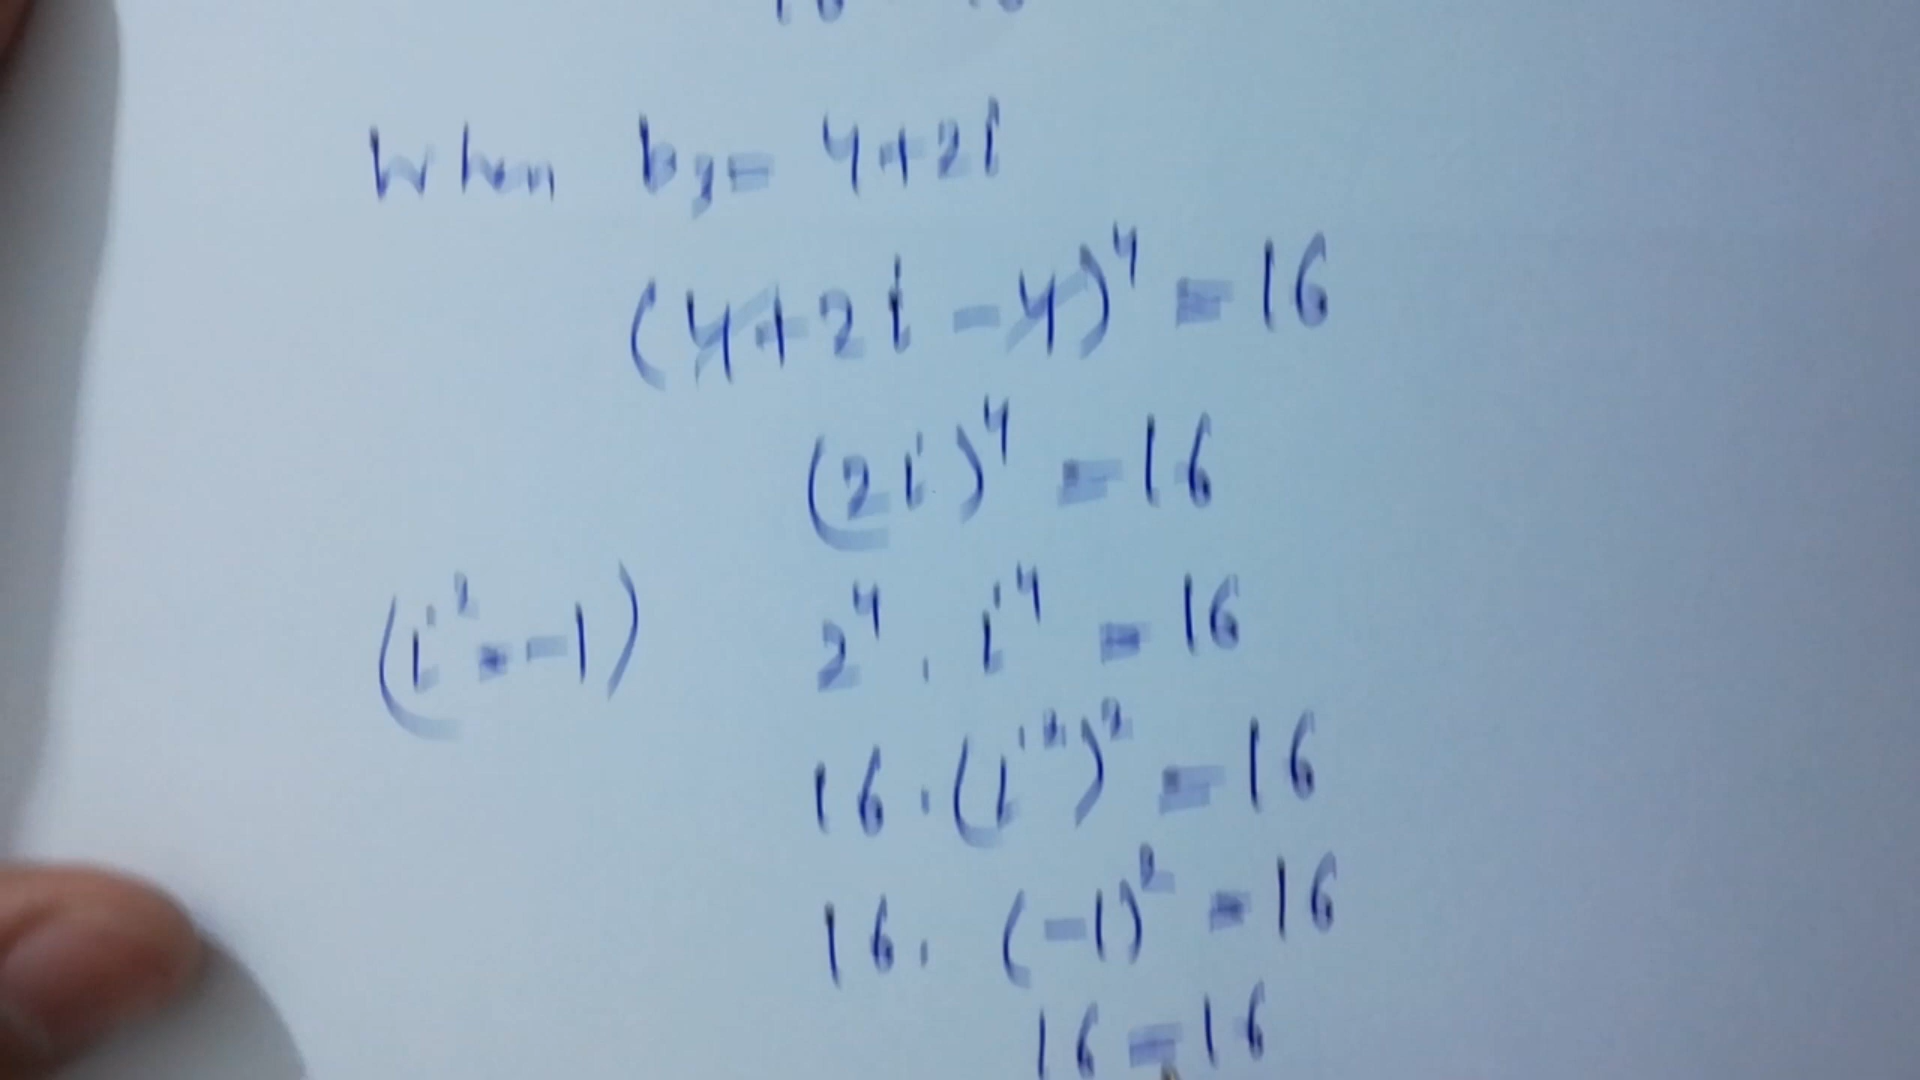 When b₃ = 4+2i
(4+2i-4)⁴ = 16
(2i)⁴ = 16
(i² = -1) 2⁴ . i⁴ = 16
16 . (i²)² = 16
16 . (-1)² = 16
16 = 16